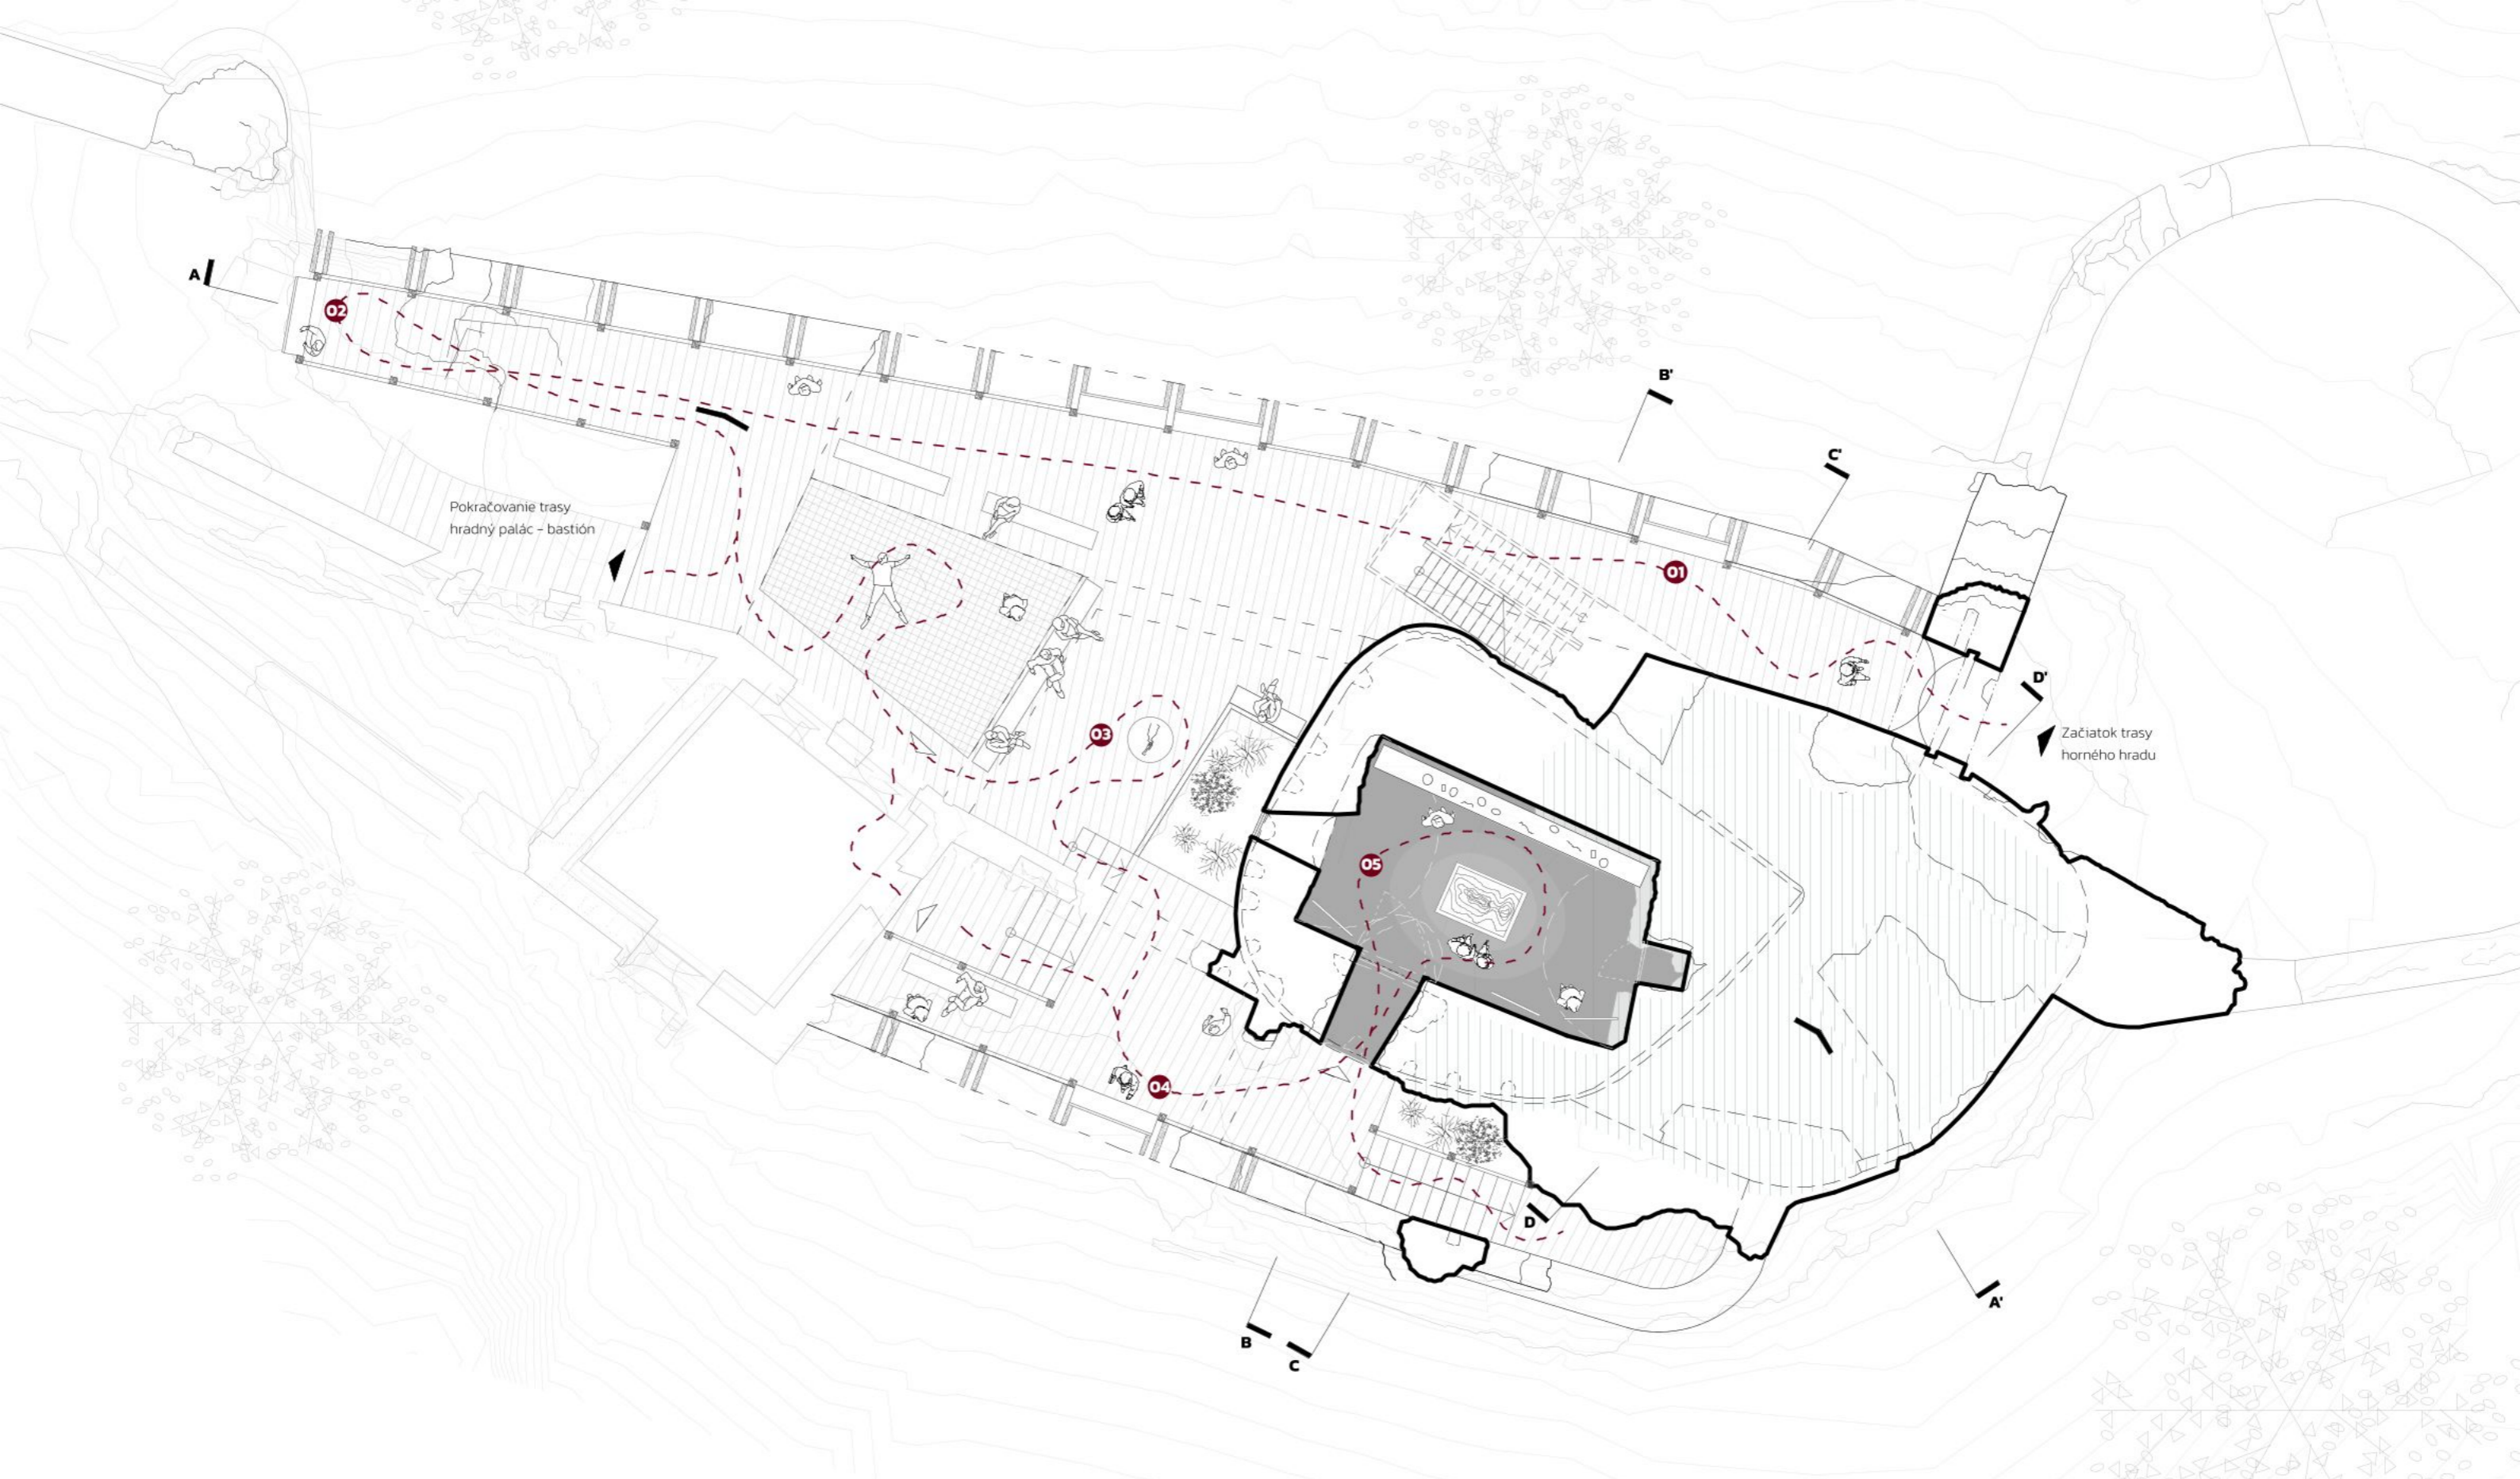 A
02
B'
C'
Pokračovanie trasy
hradný palác - bastión
01
D'
Začiatok trasy
horného hradu
03
05
04
D
A'
B
C